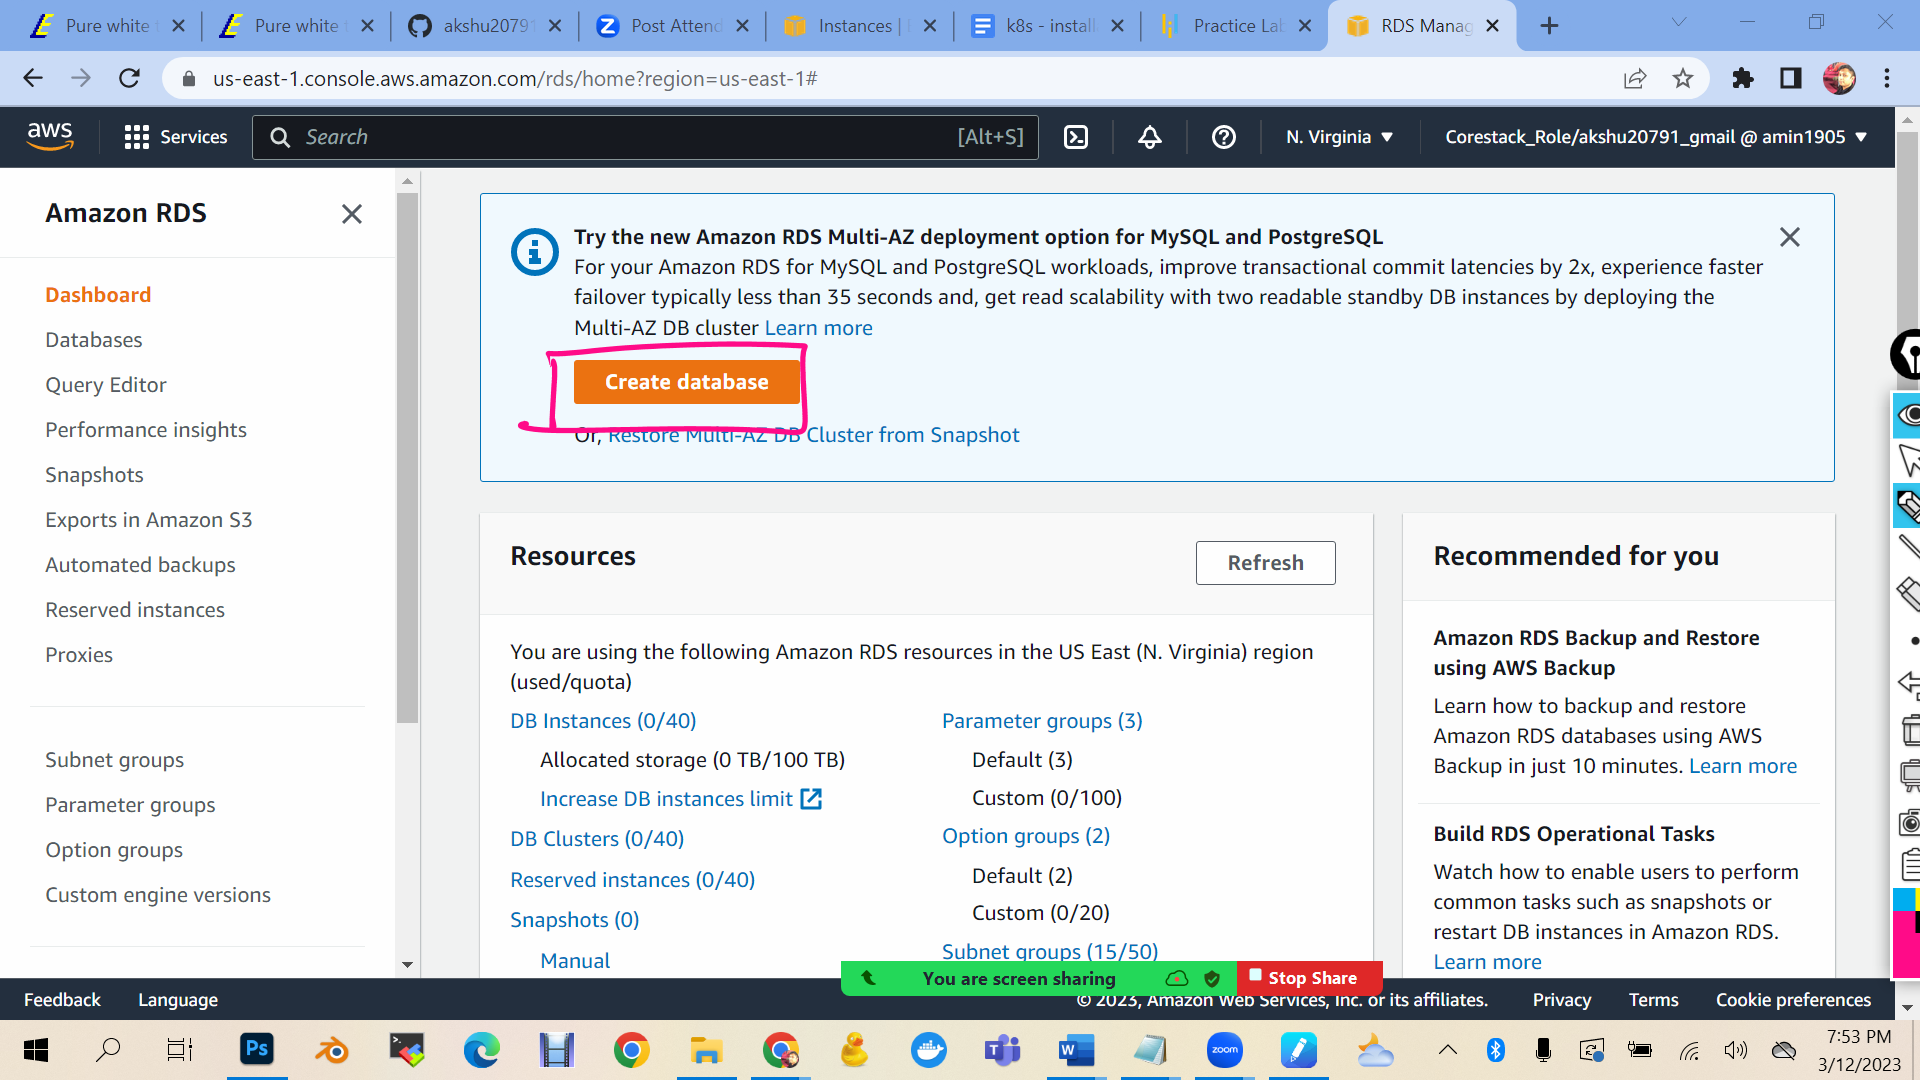 Pure white
Pure white
akshu2079
Post Attend
Instances |
k8s - install
Practice Lab
RDS Manag
us-east-1.console.aws.amazon.com/rds/home?region=us-east-1#
aws
Services
Search
[Alt+S]
N. Virginia
Corestack_Role/akshu20791_gmail @ amin1905
Amazon RDS
Dashboard
Databases
Query Editor
Performance insights
Snapshots
Exports in Amazon S3
Automated backups
Reserved instances
Proxies
Subnet groups
Parameter groups
Option groups
Custom engine versions
Try the new Amazon RDS Multi-AZ deployment option for MySQL and PostgreSQL
For your Amazon RDS for MySQL and PostgreSQL workloads, improve transactional commit latencies by 2x, experience faster
failover typically less than 35 seconds and, get read scalability with two readable standby DB instances by deploying the
Multi-AZ DB cluster Learn more
Create database
Or, Restore Multi-AZ DB Cluster from Snapshot
Resources
Refresh
You are using the following Amazon RDS resources in the US East (N. Virginia) region
(used/quota)
DB Instances (0/40)
Allocated storage (0 TB/100 TB)
Increase DB instances limit
DB Clusters (0/40)
Reserved instances (0/40)
Snapshots (0)
Manual
Parameter groups (3)
Default (3)
Custom (0/100)
Option groups (2)
Default (2)
Custom (0/20)
Subnet groups (15/50)
Recommended for you
Amazon RDS Backup and Restore
using AWS Backup
Learn how to backup and restore
Amazon RDS databases using AWS
Backup in just 10 minutes. Learn more
Build RDS Operational Tasks
Watch how to enable users to perform
common tasks such as snapshots or
restart DB instances in Amazon RDS.
Learn more
You are screen sharing
Stop Share
Feedback
Language
© 2023, Amazon Web Services, Inc. or its affiliates.
Privacy
Terms
Cookie preferences
Ps
W
zoom
7:53 PM
3/12/2023